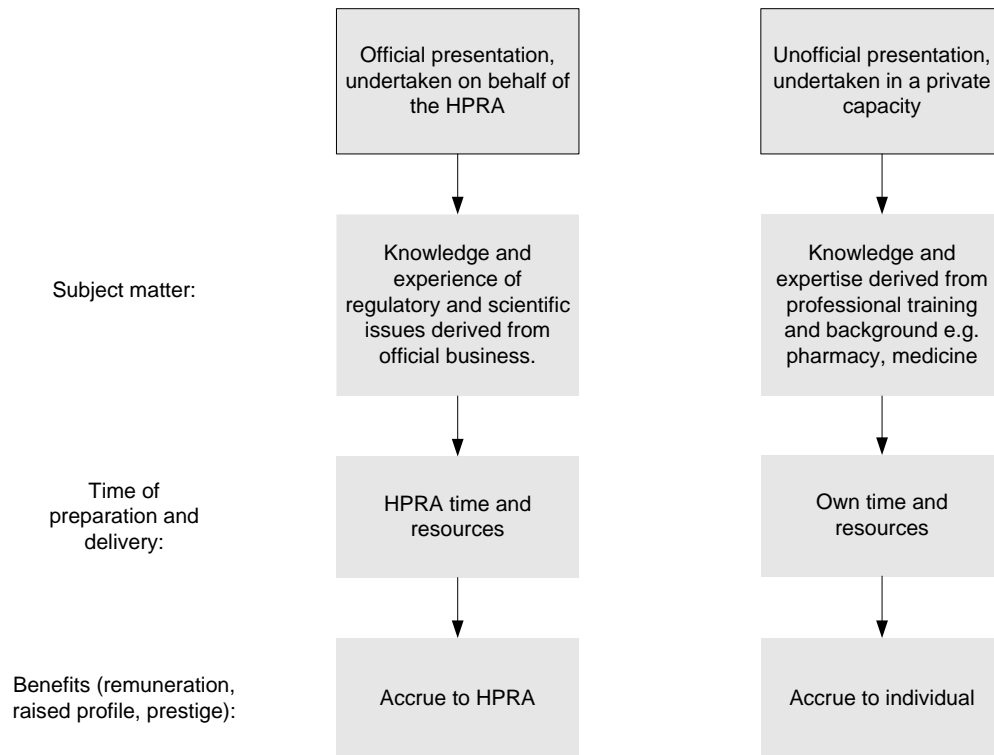 Official presentation,
undertaken on behalf of
the HPRA
Unofficial presentation,
undertaken in a private
capacity
Subject matter:
Knowledge and
experience of
regulatory and scientific
issues derived from
official business.
Knowledge and
expertise derived from
professional training
and background e.g.
pharmacy, medicine
Time of
preparation and
delivery:
HPRA time and
resources
Own time and
resources
Benefits (remuneration,
raised profile, prestige):
Accrue to HPRA
Accrue to individual